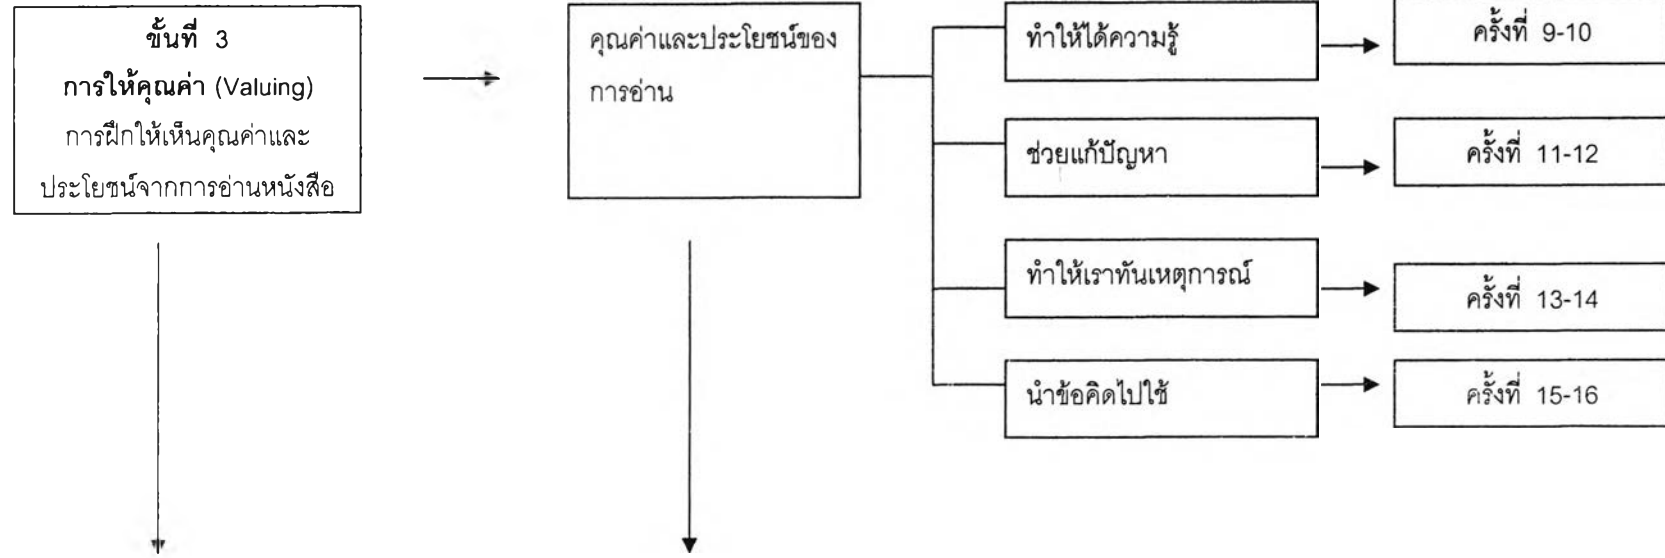 ขั้นที่ 3
การให้คุณค่า (Valuing)
การฝึกให้เห็นคุณค่าและ
ประโยชน์จากการอ่านหนังสือ
คุณค่าและประโยชน์ของ
การอ่าน
ทำให้ได้ความรู้
ครั้งที่ 9-10
ช่วยแก้ปัญหา
ครั้งที่ 11-12
ทำให้เราทันเหตุการณ์
ครั้งที่ 13-14
นำข้อคิดไปใช้
ครั้งที่ 15-16